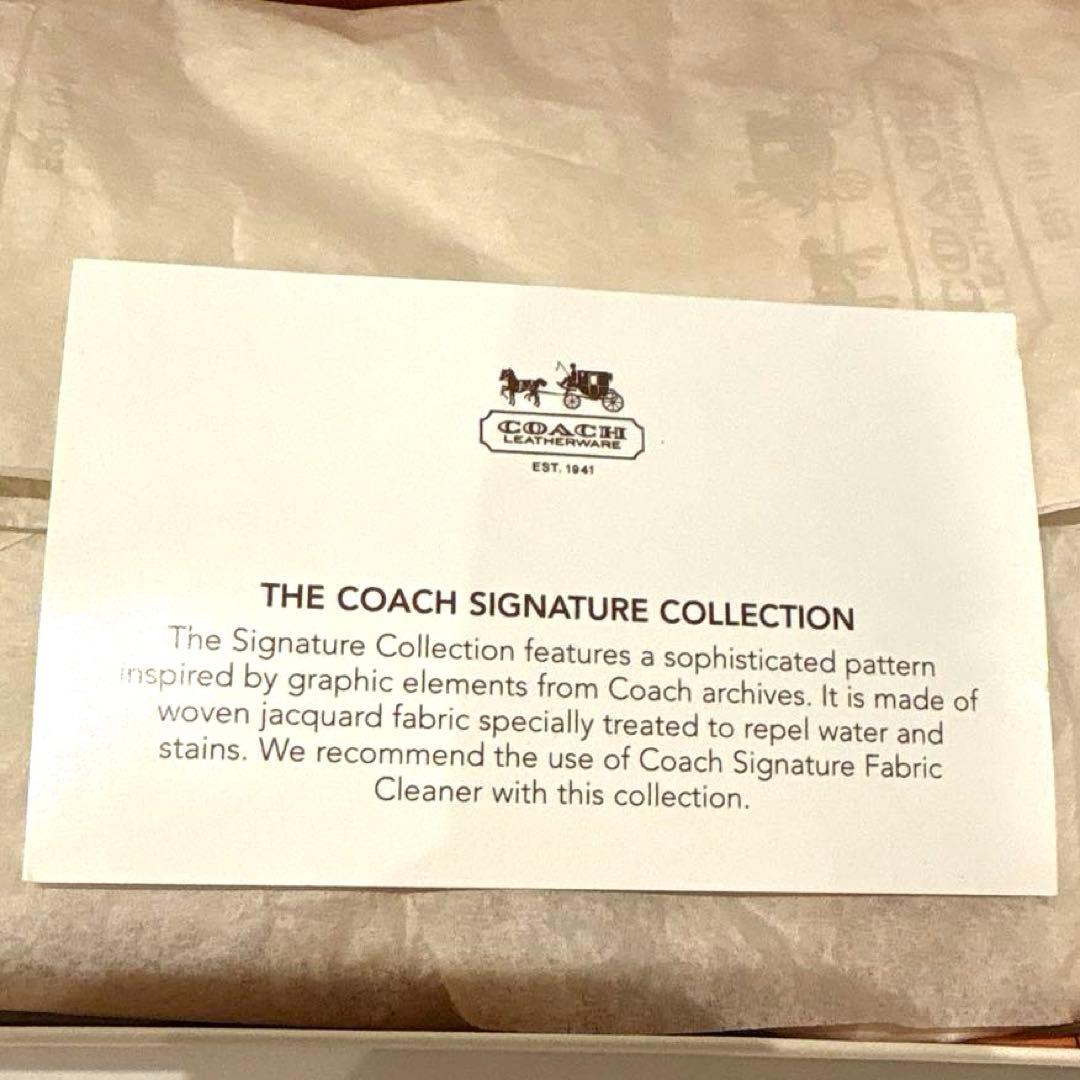 COACH
LEATHERWARE
COACH
LEATHERWARE
EST. 1941
THE COACH SIGNATURE COLLECTION
The Signature Collection features a sophisticated pattern
inspired by graphic elements from Coach archives. It is made of
woven jacquard fabric specially treated to repel water and
stains. We recommend the use of Coach Signature Fabric
Cleaner with this collection.